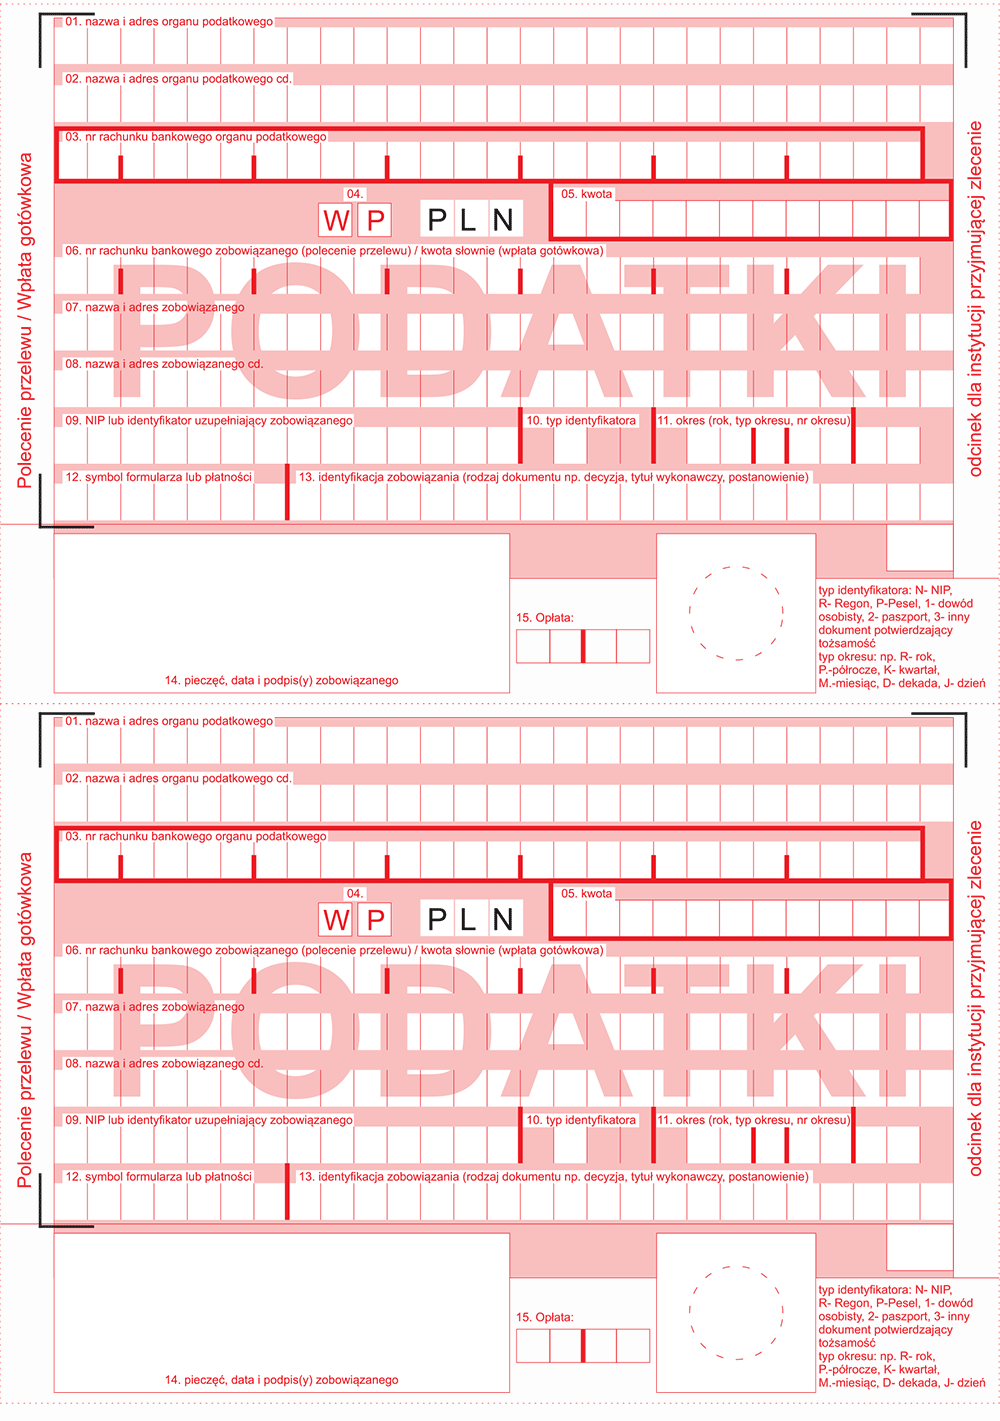 01. nazwa i adres organu podatkowego
02. nazwa i adres organu podatkowego cd.
03. nr rachunku bankowego organu podatkowego
04.
05. kwota
W P PLN
06. nr rachunku bankowego zobowiązanego (polecenie przelewu) / kwota słownie (wpłata gotówkowa)
PODATKI
07. nazwa i adres zobowiązanego
08. nazwa i adres zobowiązanego cd.
09. NIP lub identyfikator uzupełniający zobowiązanego
10. typ identyfikatora
11. okres (rok, typ okresu, nr okresu)
12. symbol formularza lub płatności
13. identyfikacja zobowiązania (rodzaj dokumentu np. decyzja, tytuł wykonawczy, postanowienie)
Polecenie przelewu / Wpłata gotówkowa
odcinek dla instytucji przyjmującej zlecenie
14. pieczęć, data i podpis(y) zobowiązanego
15. Opłata:
typ identyfikatora: N- NIP,
R- Regon, P-Pesel, 1- dowód
osobisty, 2- paszport, 3- inny
dokument potwierdzający
tożsamość
typ okresu: np. R- rok,
P.-półrocze, K- kwartał,
M.-miesiąc, D- dekada, J- dzień
01. nazwa i adres organu podatkowego
02. nazwa i adres organu podatkowego cd.
03. nr rachunku bankowego organu podatkowego
04.
05. kwota
W P PLN
06. nr rachunku bankowego zobowiązanego (polecenie przelewu) / kwota słownie (wpłata gotówkowa)
PODATKI
07. nazwa i adres zobowiązanego
08. nazwa i adres zobowiązanego cd.
09. NIP lub identyfikator uzupełniający zobowiązanego
10. typ identyfikatora
11. okres (rok, typ okresu, nr okresu)
12. symbol formularza lub płatności
13. identyfikacja zobowiązania (rodzaj dokumentu np. decyzja, tytuł wykonawczy, postanowienie)
Polecenie przelewu / Wpłata gotówkowa
odcinek dla instytucji przyjmującej zlecenie
14. pieczęć, data i podpis(y) zobowiązanego
15. Opłata:
typ identyfikatora: N- NIP,
R- Regon, P-Pesel, 1- dowód
osobisty, 2- paszport, 3- inny
dokument potwierdzający
tożsamość
typ okresu: np. R- rok,
P.-półrocze, K- kwartał,
M.-miesiąc, D- dekada, J- dzień